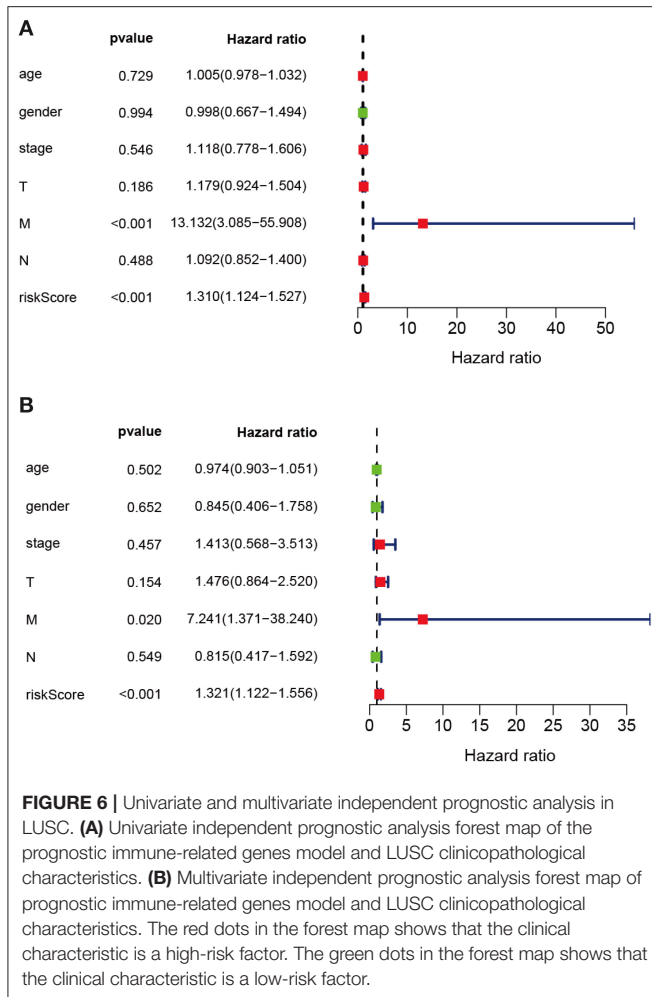 A
pvalue Hazard ratio
age 0.729 1.005(0.978−1.032)
gender 0.994 0.998(0.667−1.494)
stage 0.546 1.118(0.778−1.606)
T 0.186 1.179(0.924−1.504)
M <0.001 13.132(3.085−55.908)
N 0.488 1.092(0.852−1.400)
riskScore <0.001 1.310(1.124−1.527)
0 10 20 30 40 50
Hazard ratio
B
pvalue Hazard ratio
age 0.502 0.974(0.903−1.051)
gender 0.652 0.845(0.406−1.758)
stage 0.457 1.413(0.568−3.513)
T 0.154 1.476(0.864−2.520)
M 0.020 7.241(1.371−38.240)
N 0.549 0.815(0.417−1.592)
riskScore <0.001 1.321(1.122−1.556)
0 5 10 15 20 25 30 35
Hazard ratio
FIGURE 6 | Univariate and multivariate independent prognostic analysis in
LUSC. (A) Univariate independent prognostic analysis forest map of the
prognostic immune-related genes model and LUSC clinicopathological
characteristics. (B) Multivariate independent prognostic analysis forest map of
prognostic immune-related genes model and LUSC clinicopathological
characteristics. The red dots in the forest map shows that the clinical
characteristic is a high-risk factor. The green dots in the forest map shows that
the clinical characteristic is a low-risk factor.